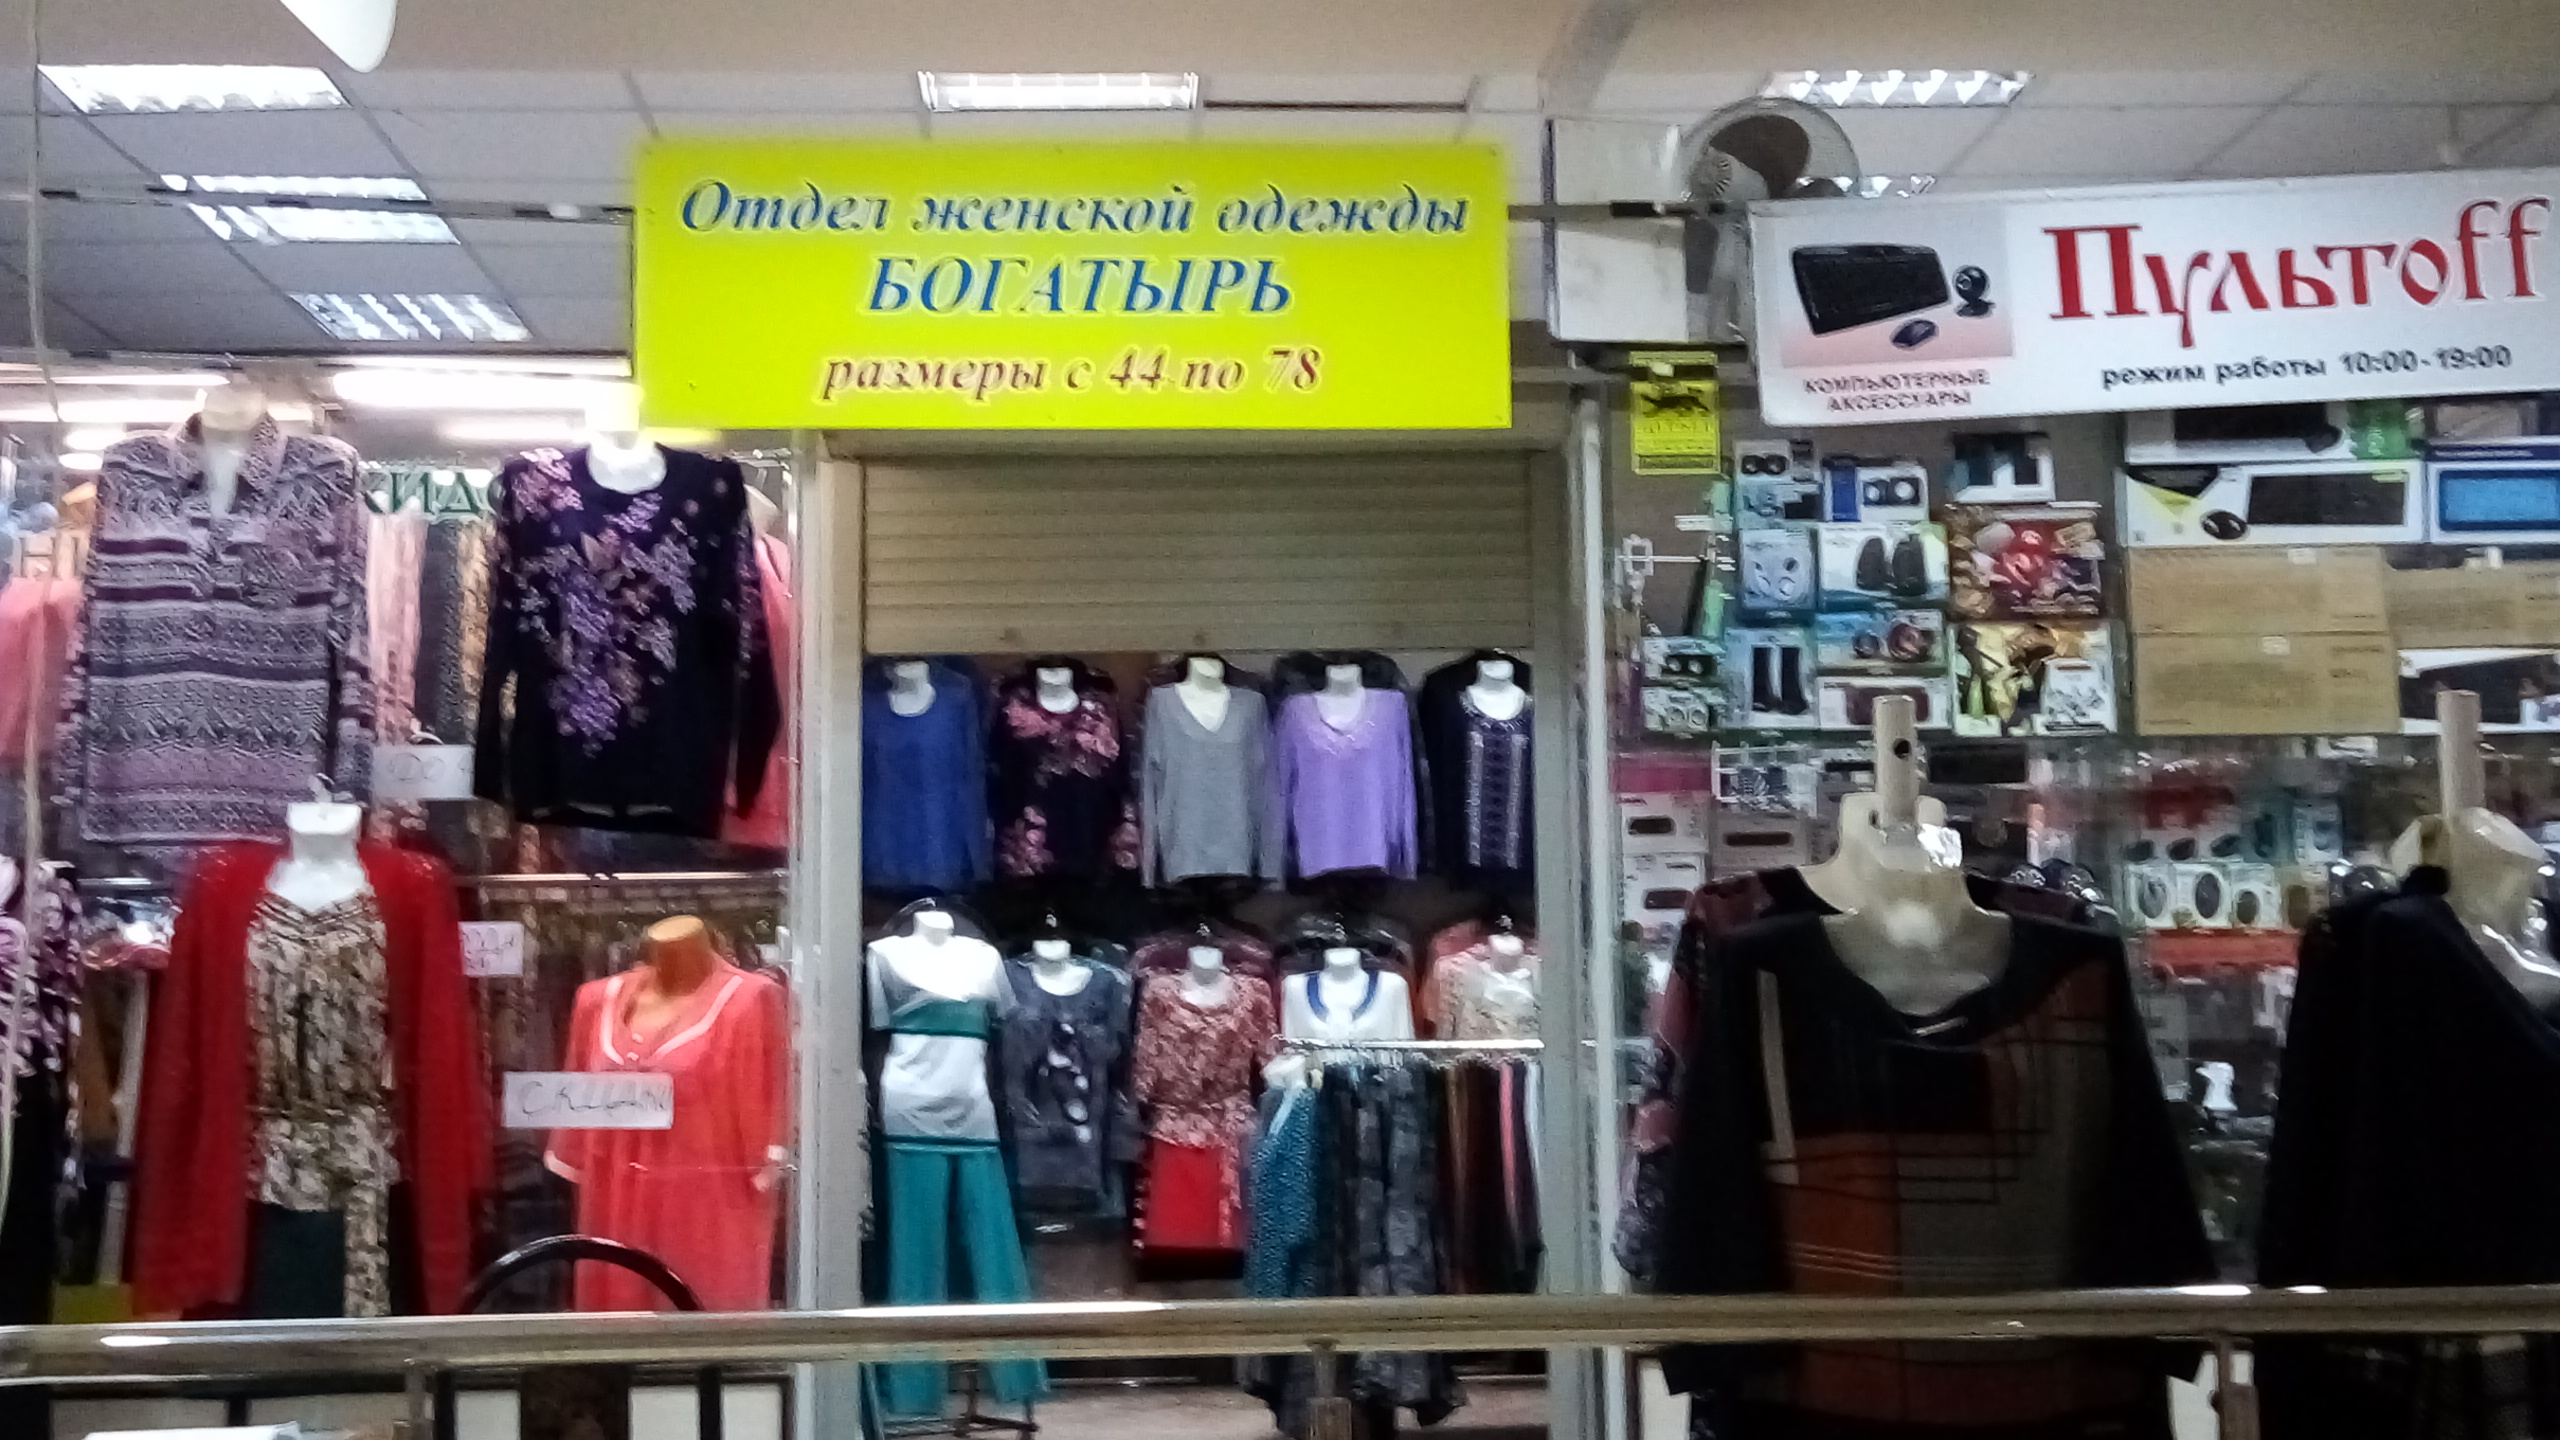 Отдел женской одежды
БОГАТЫРЬ
размеры с 44 по 78
Пультoff
режим работы 10:00-19:00
КОМПЬЮТЕРНЫЕ
АКСЕССУАРЫ